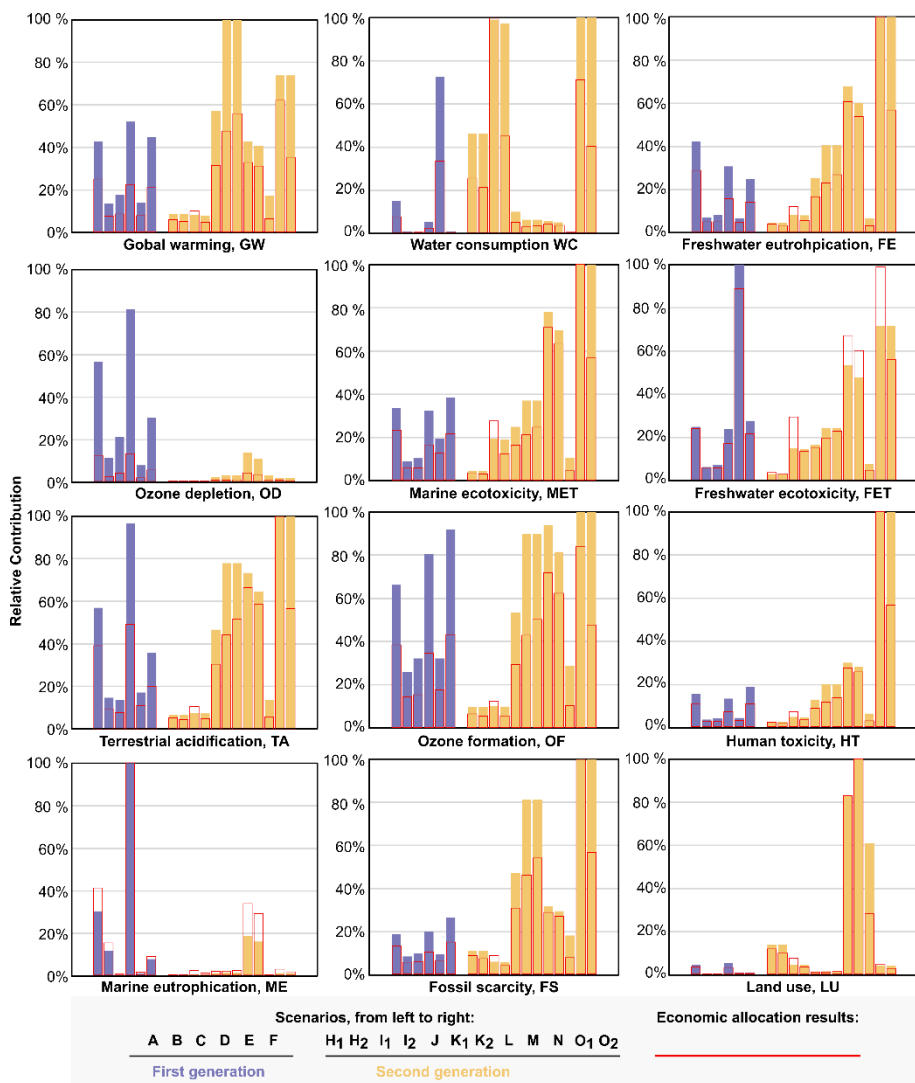 100 % 100 % 100 %
80 % 80 % 80 %
60% 60% 60%
40% 40% 40%
20% 20% 20%
0% 0% 0%
Gobal warming, GW Water consumption WC Freshwater eutrohpication, FE
100 % 100 % 100 %
80 % 80 % 80 %
60% 60% 60%
40% 40% 40%
20% 20% 20%
0% 0% 0%
Ozone depletion, OD Marine ecotoxicity, MET Freshwater ecotoxicity, FET
Relative Contribution
100 % 100 % 100 %
80 % 80 % 80 %
60% 60% 60%
40% 40% 40%
20% 20% 20%
0% 0% 0%
Terrestrial acidification, TA Ozone formation, OF Human toxicity, HT
100 % 100 % 100 %
80 % 80 % 80 %
60% 60% 60%
40% 40% 40%
20% 20% 20%
0% 0% 0%
Marine eutrophication, ME Fossil scarcity, FS Land use, LU
Scenarios, from left to right: Economic allocation results:
A B C D E F H1 H2 I1 I2 J K1 K2 L M N O1 O2
First generation Second generation